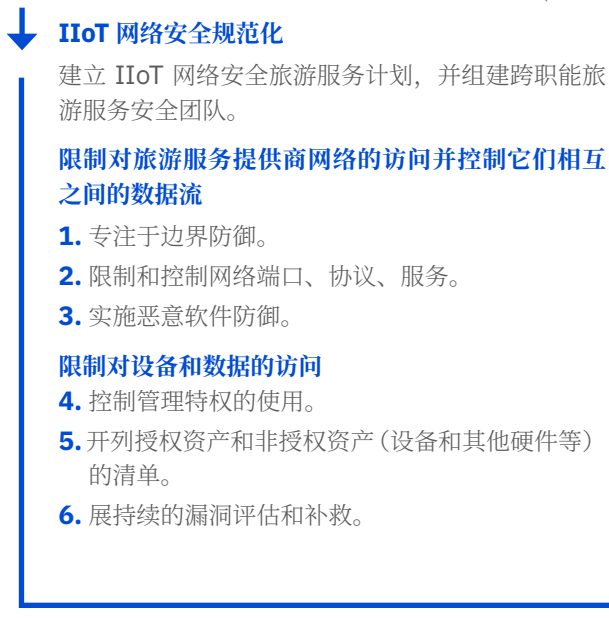 IIoT 网络安全规范化
建立 IIoT 网络安全旅游服务计划，并组建跨职能旅
游服务安全团队。
限制对旅游服务提供商网络的访问并控制它们相互
之间的数据流
1. 专注于边界防御。
2. 限制和控制网络端口、协议、服务。
3. 实施恶意软件防御。
限制对设备和数据的访问
4. 控制管理特权的使用。
5. 开列授权资产和非授权资产（设备和其他硬件等）
的清单。
6. 展持续的漏洞评估和补救。